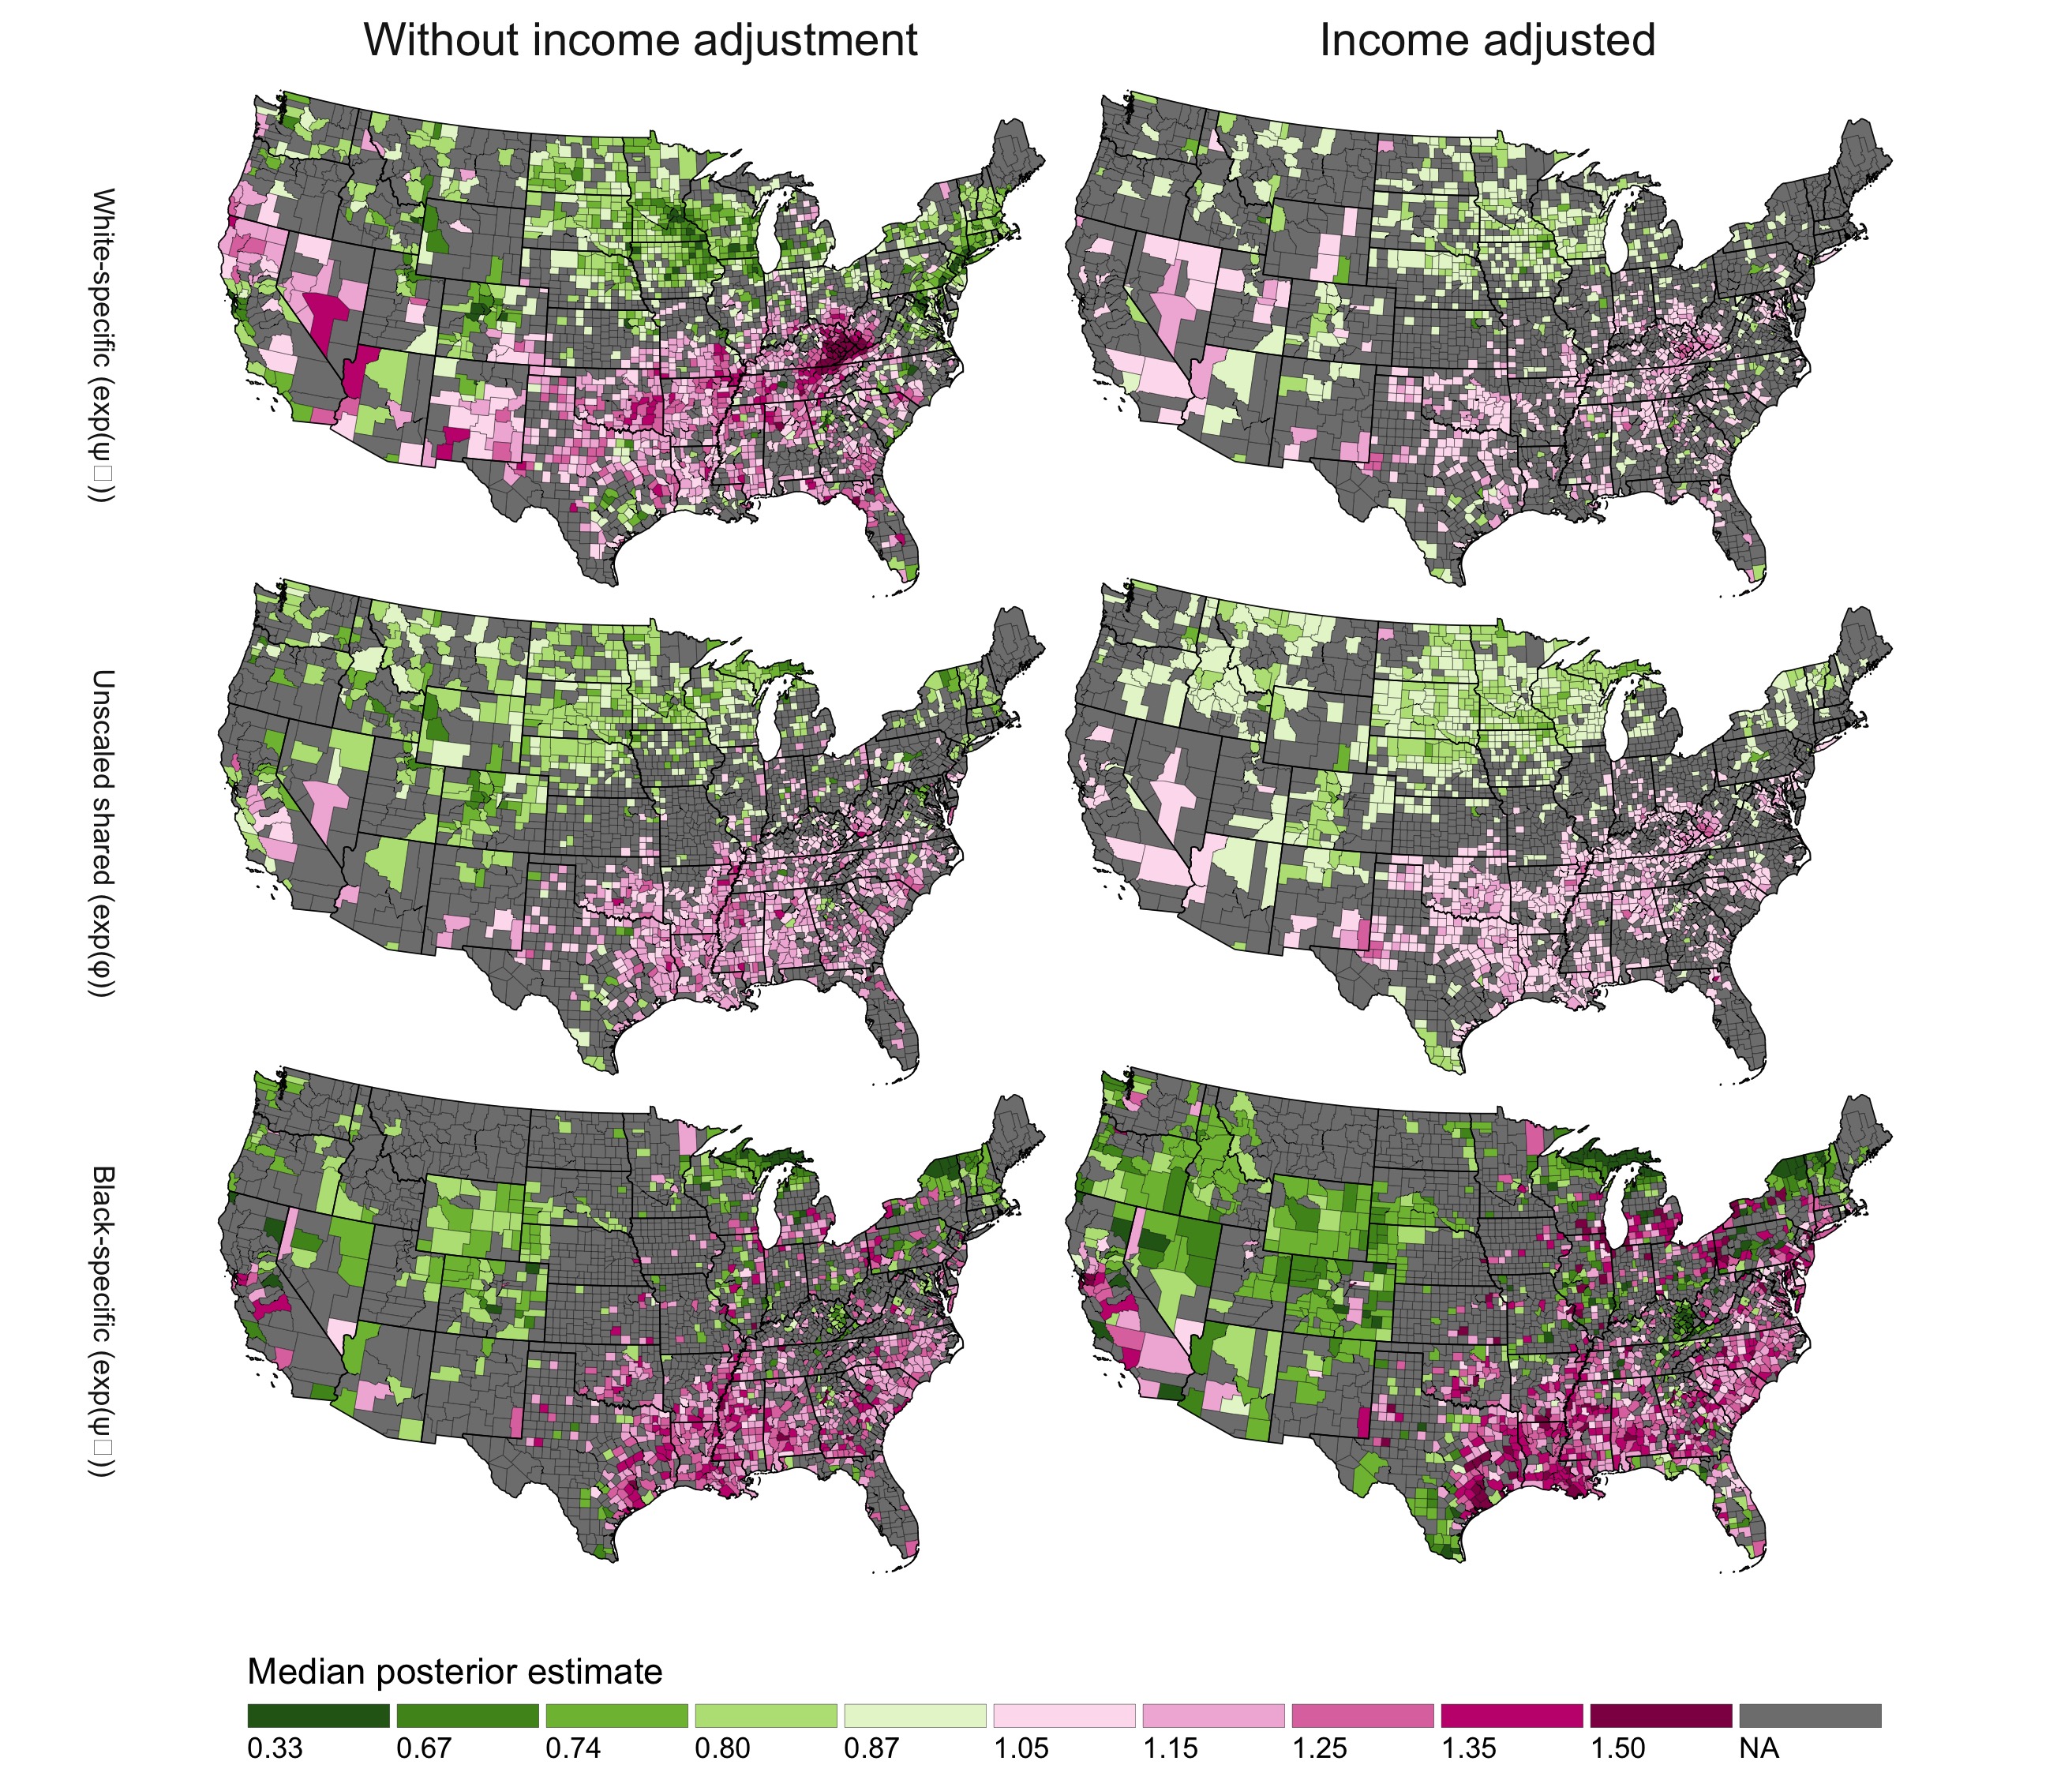 Without income adjustment
Income adjusted
White-specific (exp(ψ□))
Unscaled shared (exp(φ))
Black-specific (exp(ψ□))
Median posterior estimate
0.33 0.67 0.74 0.80 0.87 1.05 1.15 1.25 1.35 1.50 NA